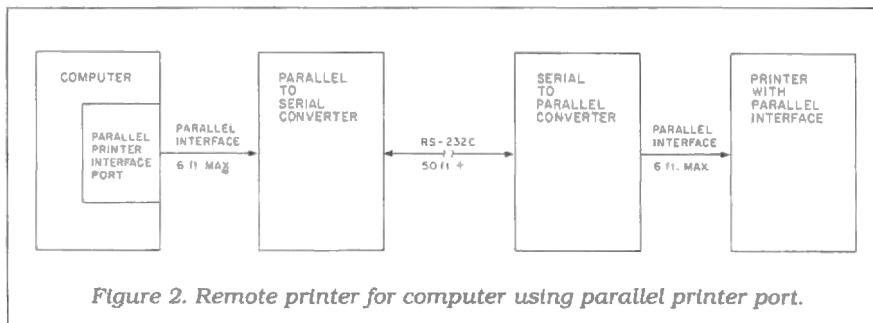 COMPUTER
PARALLEL
PRINTER
INTERFACE
PORT
PARALLEL
INTERFACE
6 ft MAX
PARALLEL
TO
SERIAL
CONVERTER
RS-232C
50 ft +
SERIAL
TO
PARALLEL
CONVERTER
PARALLEL
INTERFACE
6 ft. MAX
PRINTER
WITH
PARALLEL
INTERFACE
Figure 2. Remote printer for computer using parallel printer port.